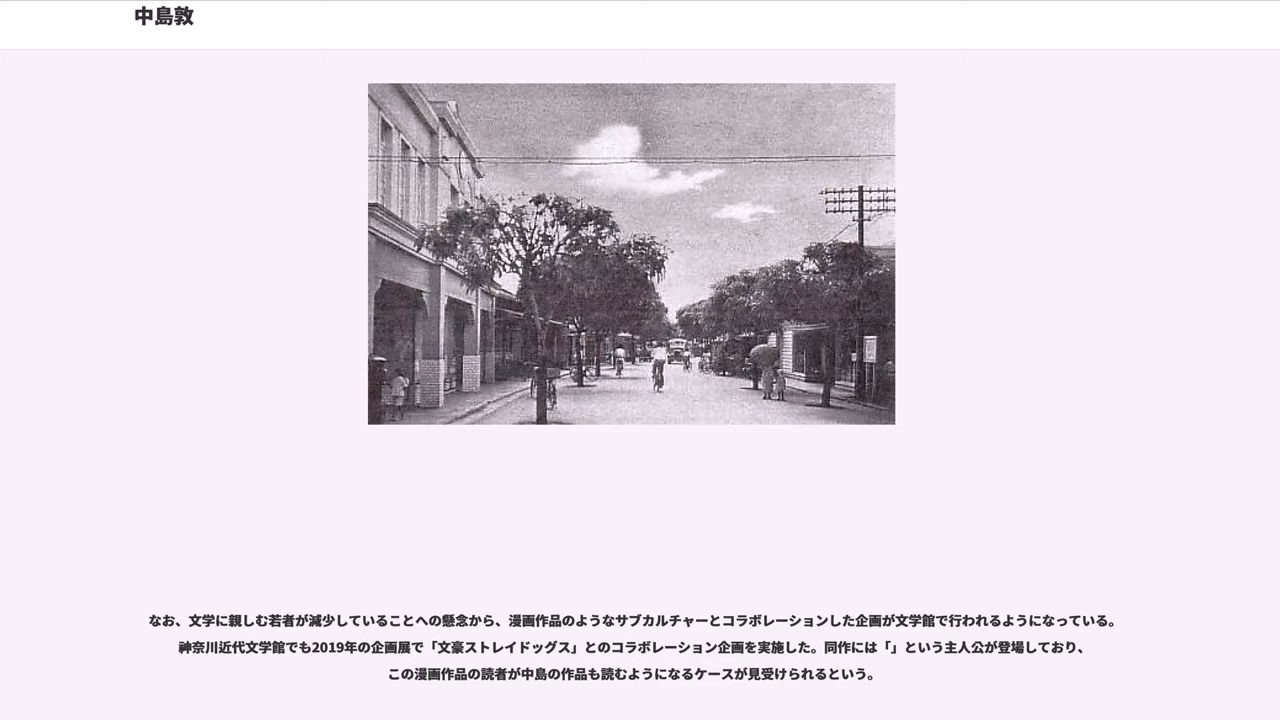 中島敦
なお、文学に親しむ若者が減少していることへの懸念から、漫画作品のようなサブカルチャーとコラボレーションした企画が文学館で行われるようになっている。
神奈川近代文学館でも2019年の企画展で「文豪ストレイドッグス」とのコラボレーション企画を実施した。同作には「」という主人公が登場しており、
この漫画作品の読者が中島の作品も読むようになるケースが見受けられるという。